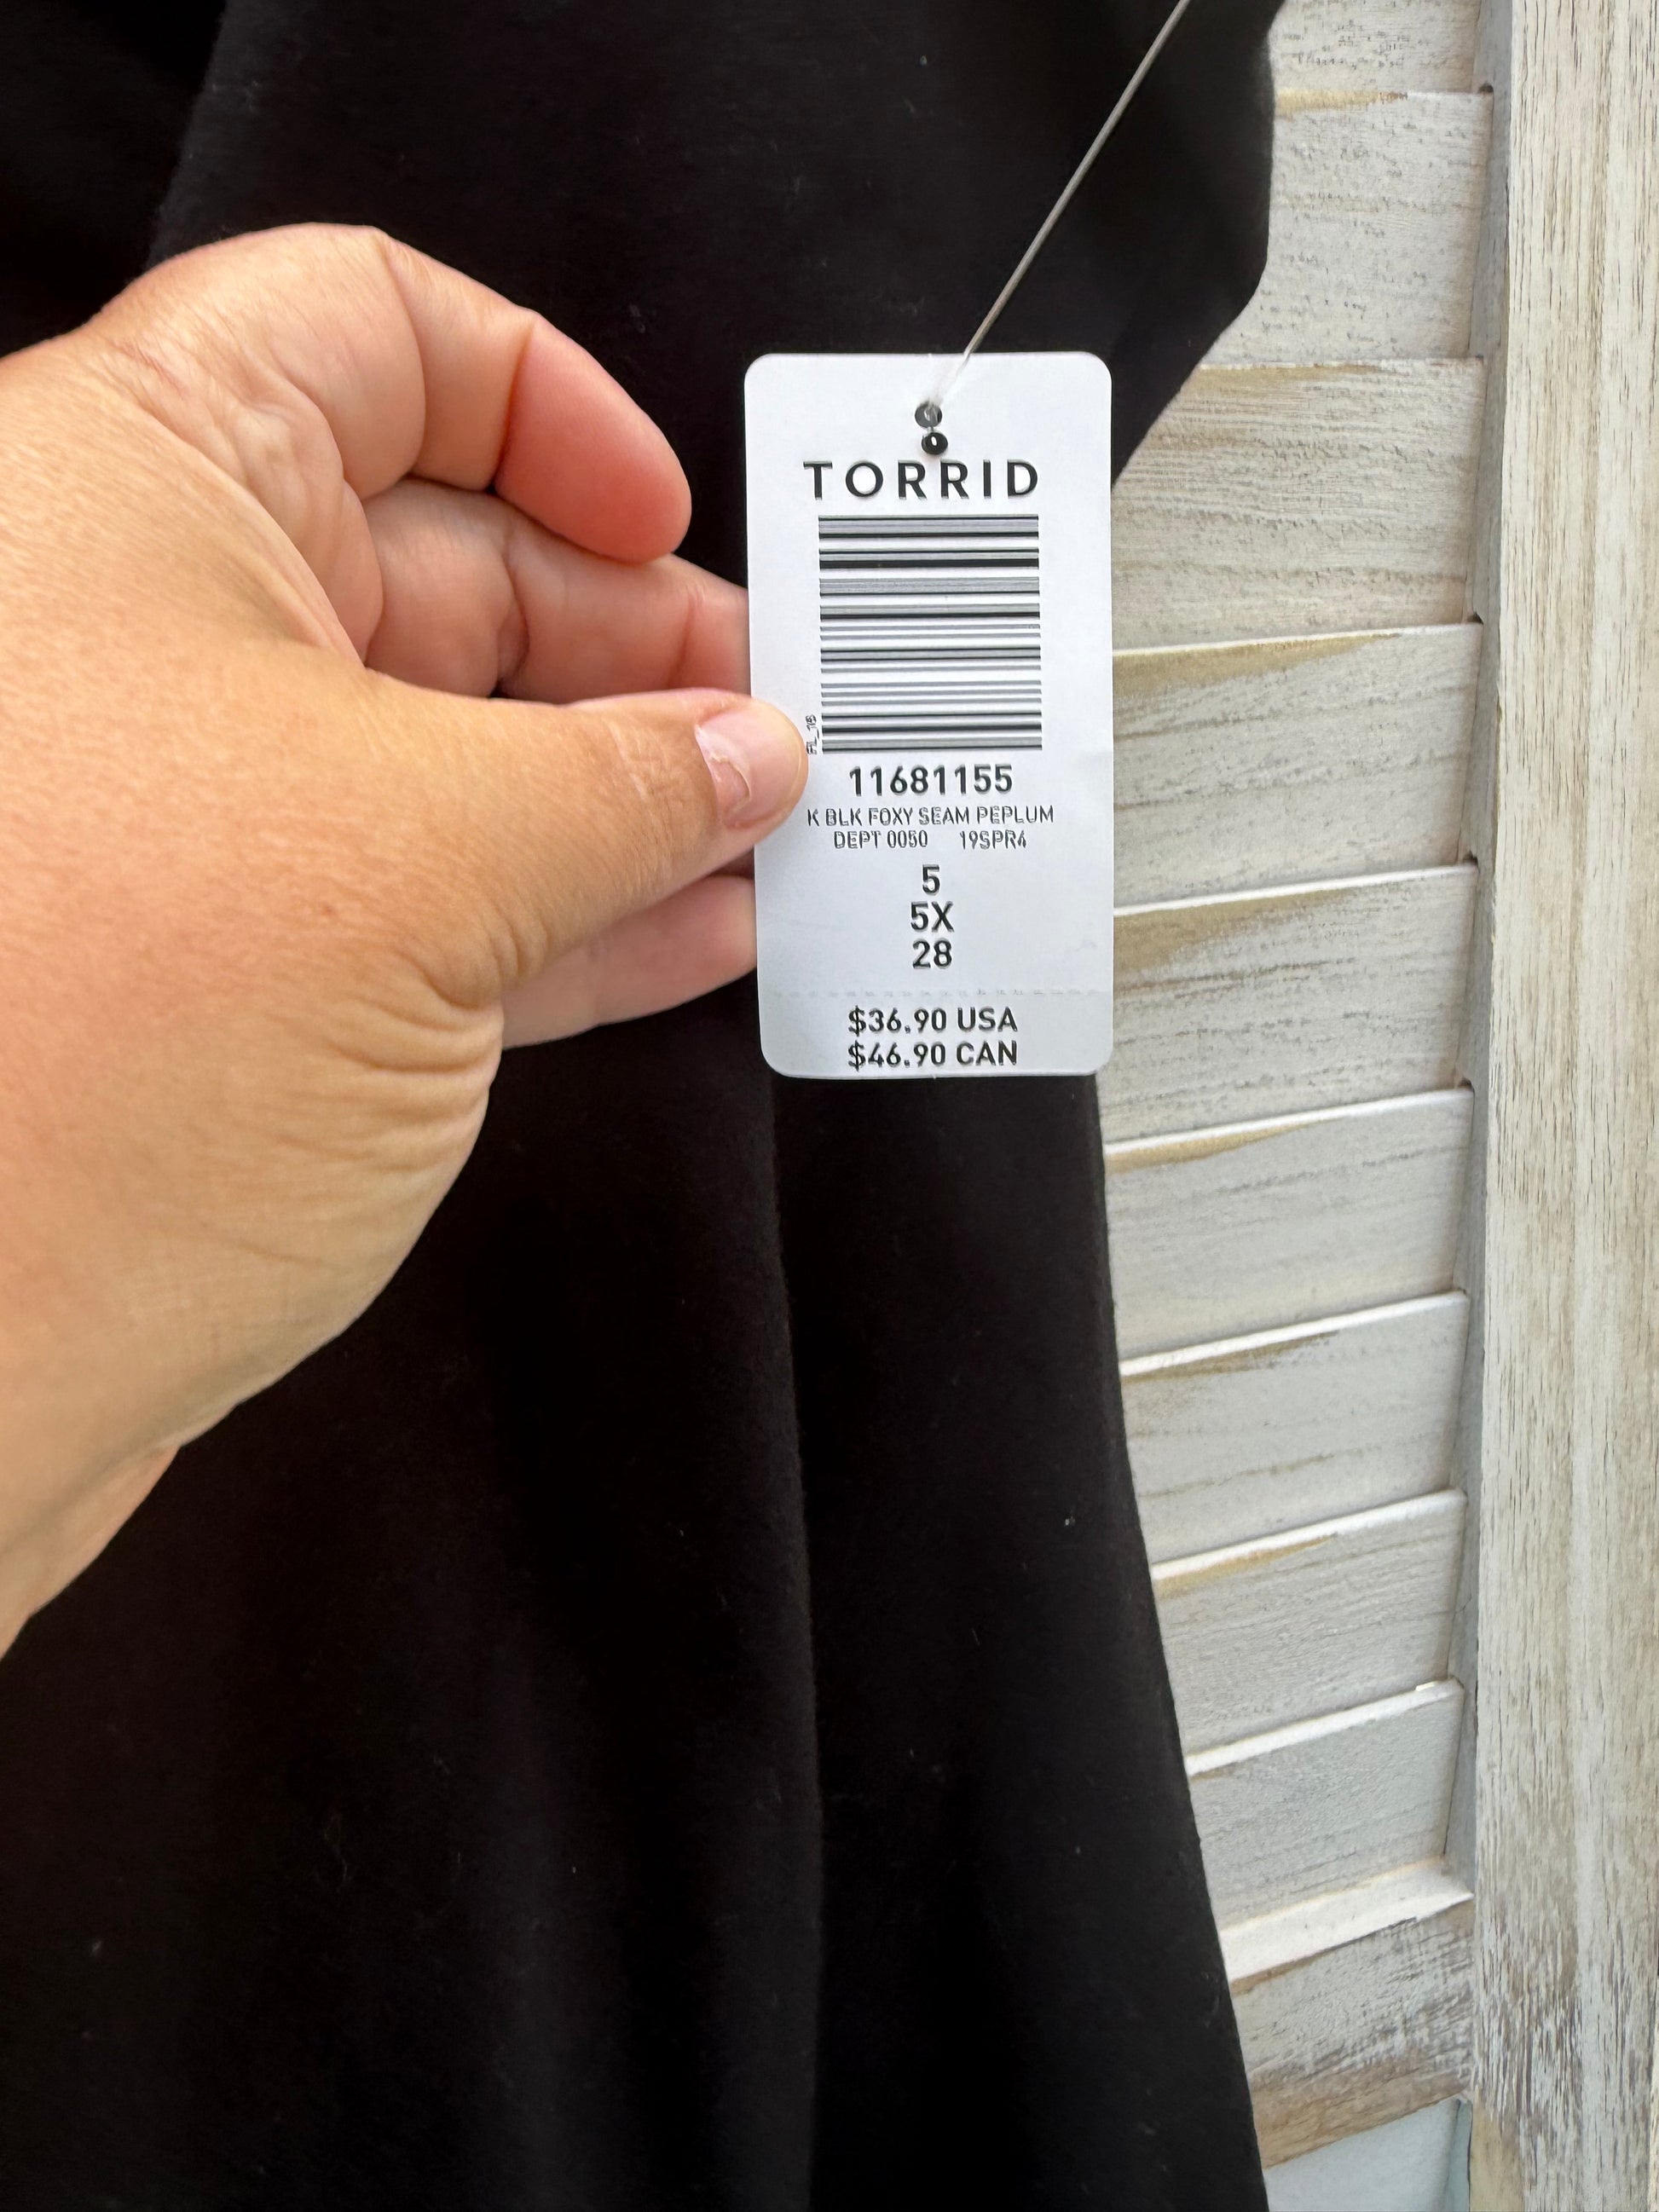 TORRID
11681155
K BLK FOXY SEAM PEPLUM
DEPT 0050 19SPR4
5
5X
28
$36.90 USA
$46.90 CAN